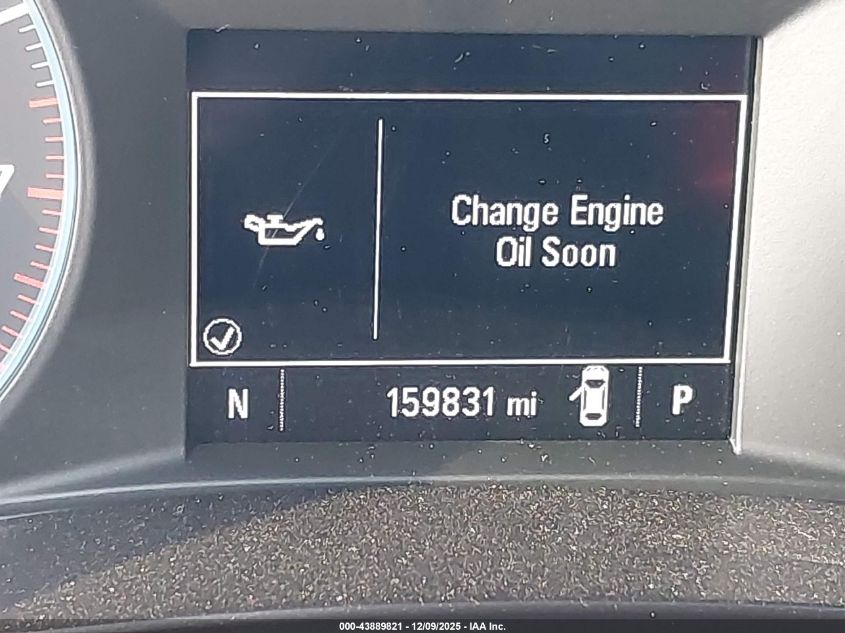 Change Engine
Oil Soon
N 159831 mi P
000-43889821 - 12/09/2025 - IAA Inc.